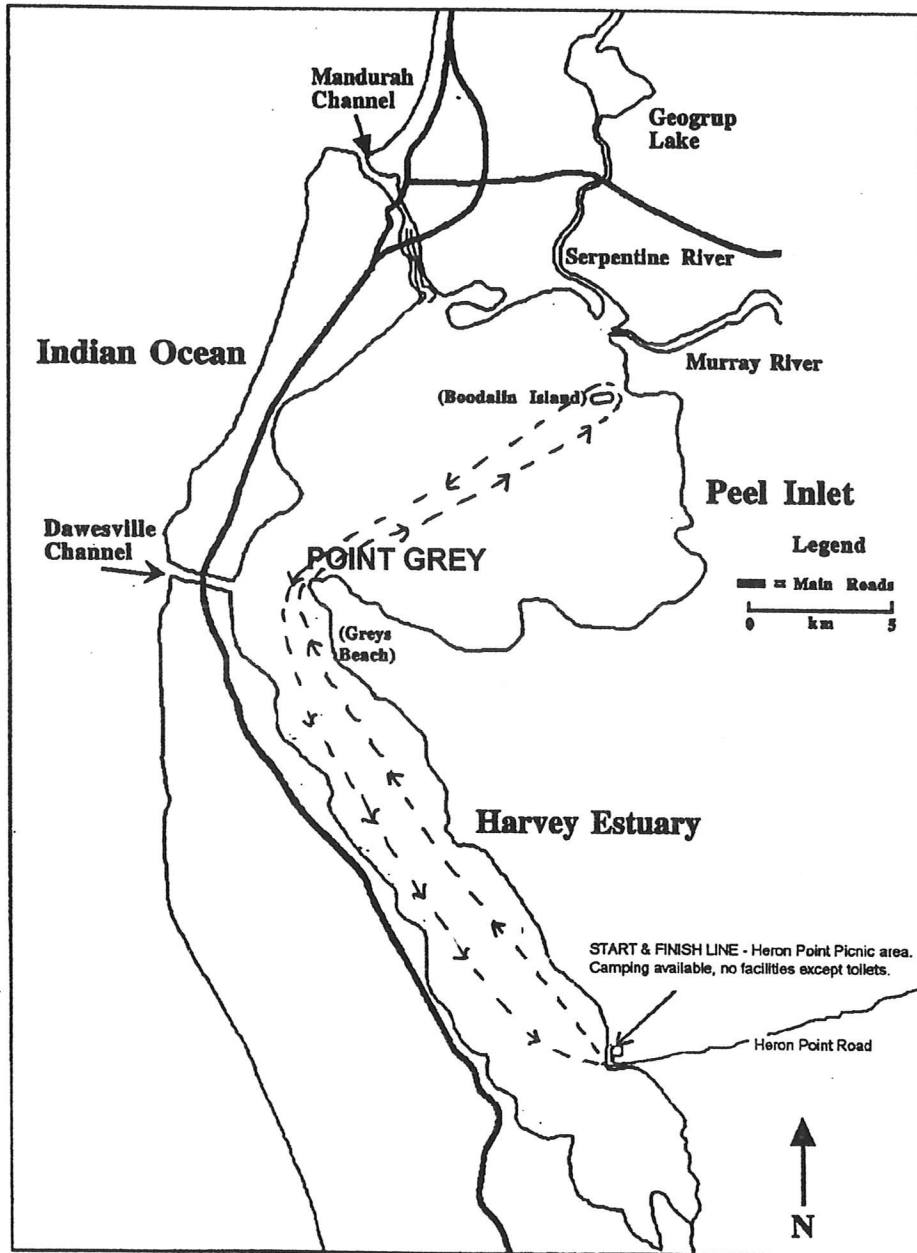 Mandurah
Channel
Geogrup
Lake
Serpentine River
Indian Ocean
Murray River
(Boodalin Island)
Peel Inlet
Dawesville
Channel
POINT GREY
Legend
= Main Roads
0 km 5
(Greys
Beach)
Harvey Estuary
START & FINISH LINE - Heron Point Picnic area.
Camping available, no facilities except toilets.
Heron Point Road
N